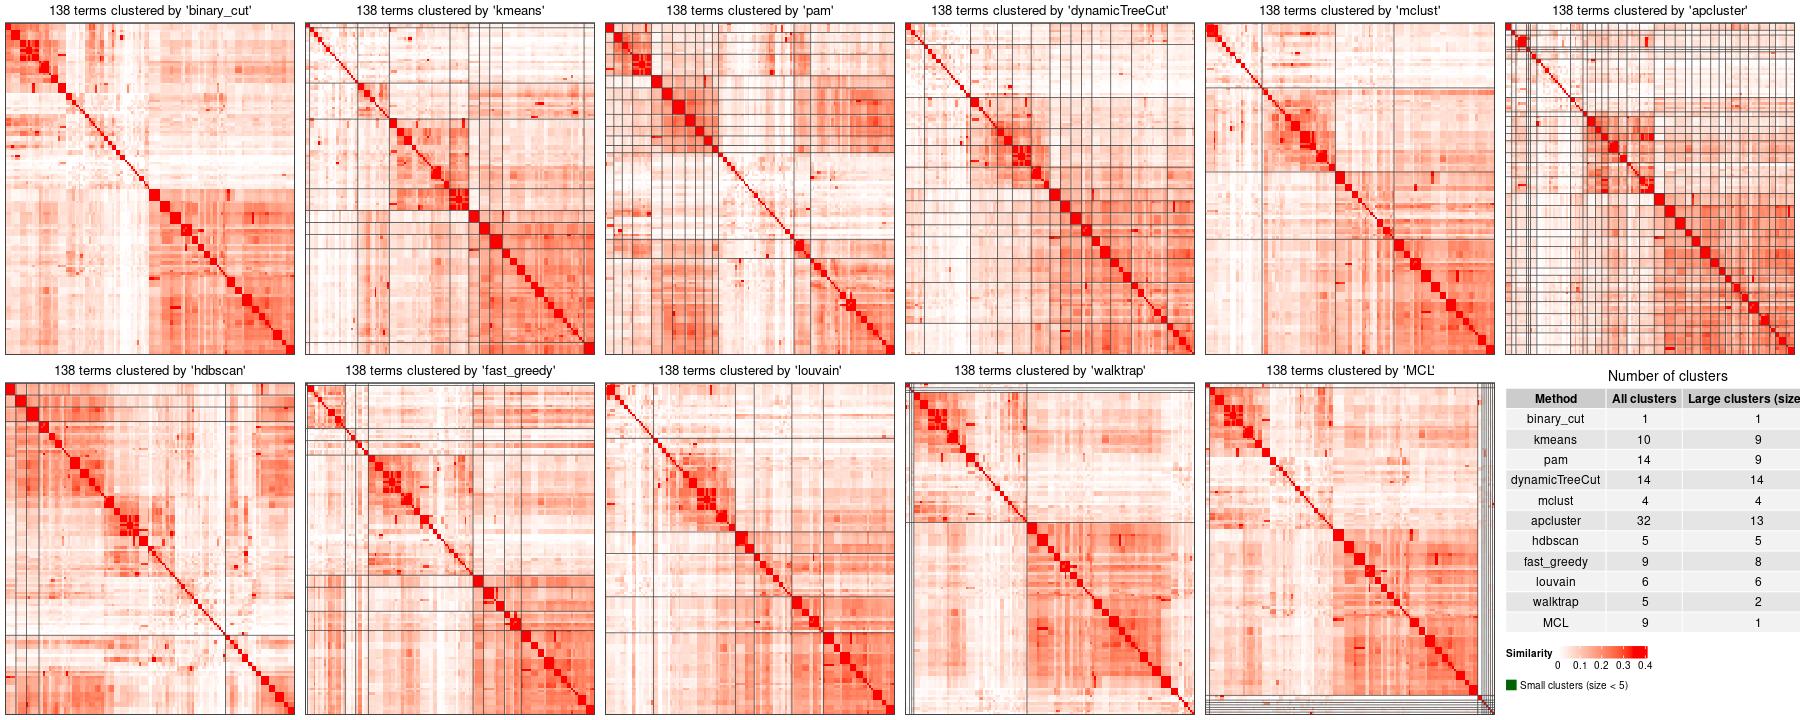 138 terms clustered by 'binary_cut'
138 terms clustered by 'kmeans'
138 terms clustered by 'pam'
138 terms clustered by 'dynamicTreeCut'
138 terms clustered by 'mclust'
138 terms clustered by 'apcluster'
138 terms clustered by 'hdbscan'
138 terms clustered by 'fast_greedy'
138 terms clustered by 'louvain'
138 terms clustered by 'walktrap'
138 terms clustered by 'MCL'
Number of clusters
Method All clusters Large clusters (size
binary_cut 1 1
kmeans 10 9
pam 14 9
dynamicTreeCut 14 14
mclust 4 4
apcluster 32 13
hdbscan 5 5
fast_greedy 9 8
louvain 6 6
walktrap 5 2
MCL 9 1
Similarity
0 0.1 0.2 0.3 0.4
Small clusters (size < 5)